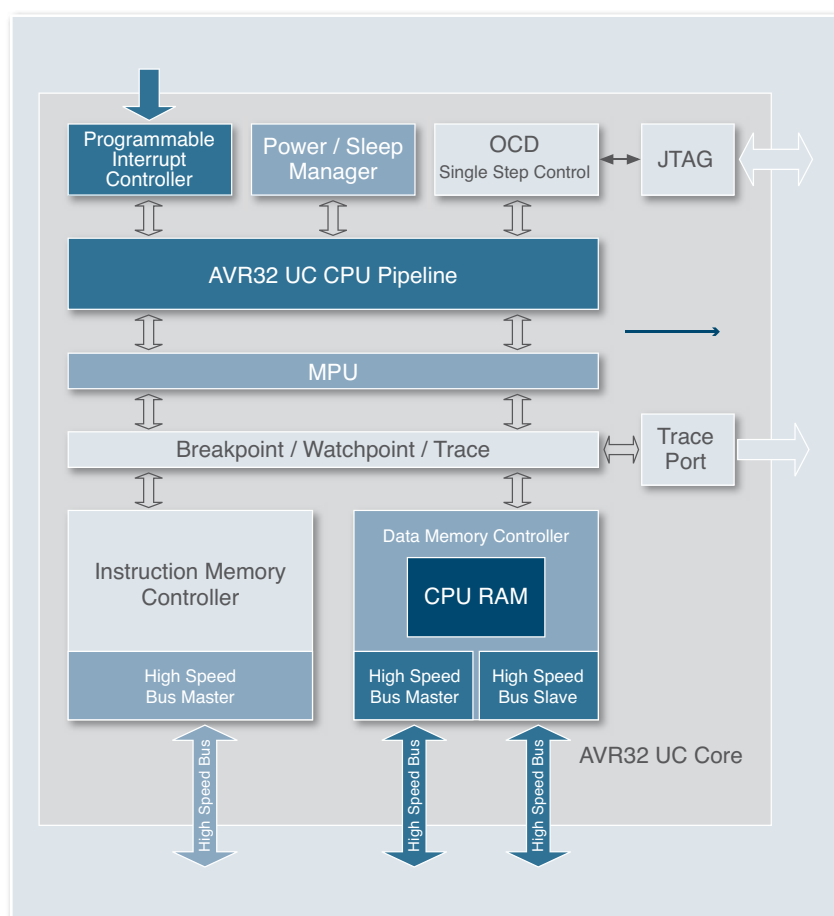 Programmable
Interrupt
Controller
Power / Sleep
Manager
OCD
Single Step Control
JTAG
AVR32 UC CPU Pipeline
MPU
Breakpoint / Watchpoint / Trace
Trace
Port
Instruction Memory
Controller
Data Memory Controller
CPU RAM
High Speed
Bus Master
High Speed
Bus Master
High Speed
Bus Slave
AVR32 UC Core
High Speed Bus
High Speed Bus
High Speed Bus